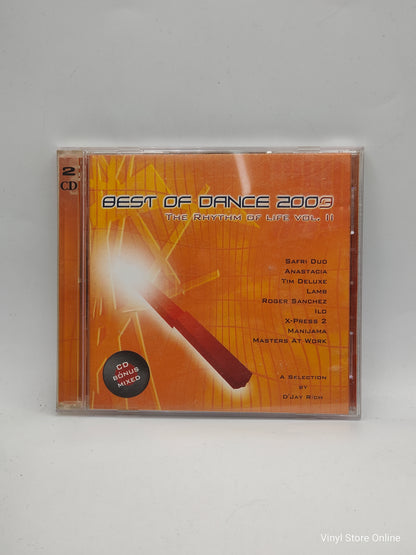 2
CD
BEST OF DANCE 2003
THE RHYTHM OF LIFE VOL. II
SAFRI DUO
ANASTACIA
TIM DELUXE
LAMB
ROGER SANCHEZ
ILO
X-PRESS 2
MANIJAMA
MASTERS AT WORK
CD
BÓNUS
MIXED
A SELECTION
BY
D'JAY RICH
Vinyl Store Online